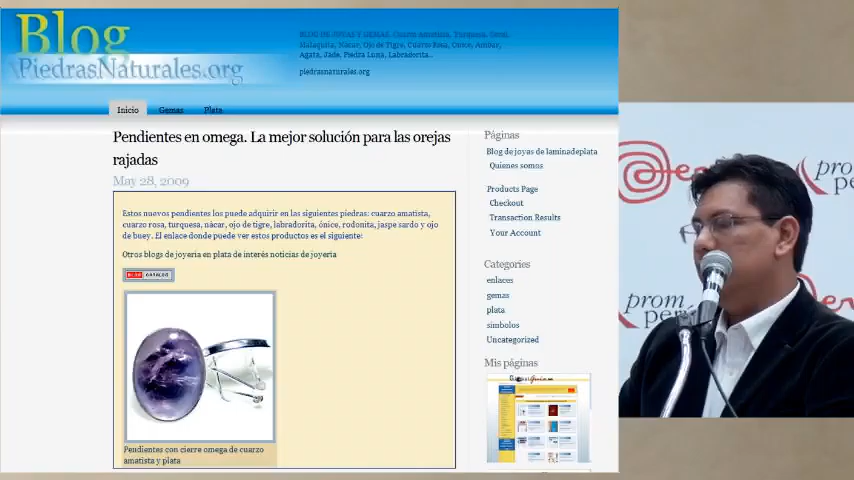 Blog
PiedrasNaturales.org
BLOG DE JOYAS Y GEMAS, Cuarzo Amatista, Turquesa, Coral,
Malaquita, Nácar, Ojo de Tigre, Cuarzo Rosa, Onice, Ambar,
Agata, Jade, Piedra Luna, Labradorita...
piedrasnaturales.org
Inicio
Gemas
Plata
Pendientes en omega. La mejor solución para las orejas
rajadas
May 28, 2009
Estos nuevos pendientes los puede adquirir en las siguientes piedras: cuarzo amatista,
cuarzo rosa, turquesa, nácar, ojo de tigre, labradorita, ónice, rodonita, jaspe sardo y ojo
de buey. El enlace donde puede ver estos productos es el siguiente:
Otros blogs de joyeria en plata de interés noticias de joyeria
BLOG CATALOG
Pendientes con cierre omega de cuarzo
amatista y plata
Páginas
Blog de joyas de laminadeplata
Quienes somos
Products Page
Checkout
Transaction Results
Your Account
Categories
enlaces
gemas
plata
simbolos
Uncategorized
Mis páginas
prom
prom
perú